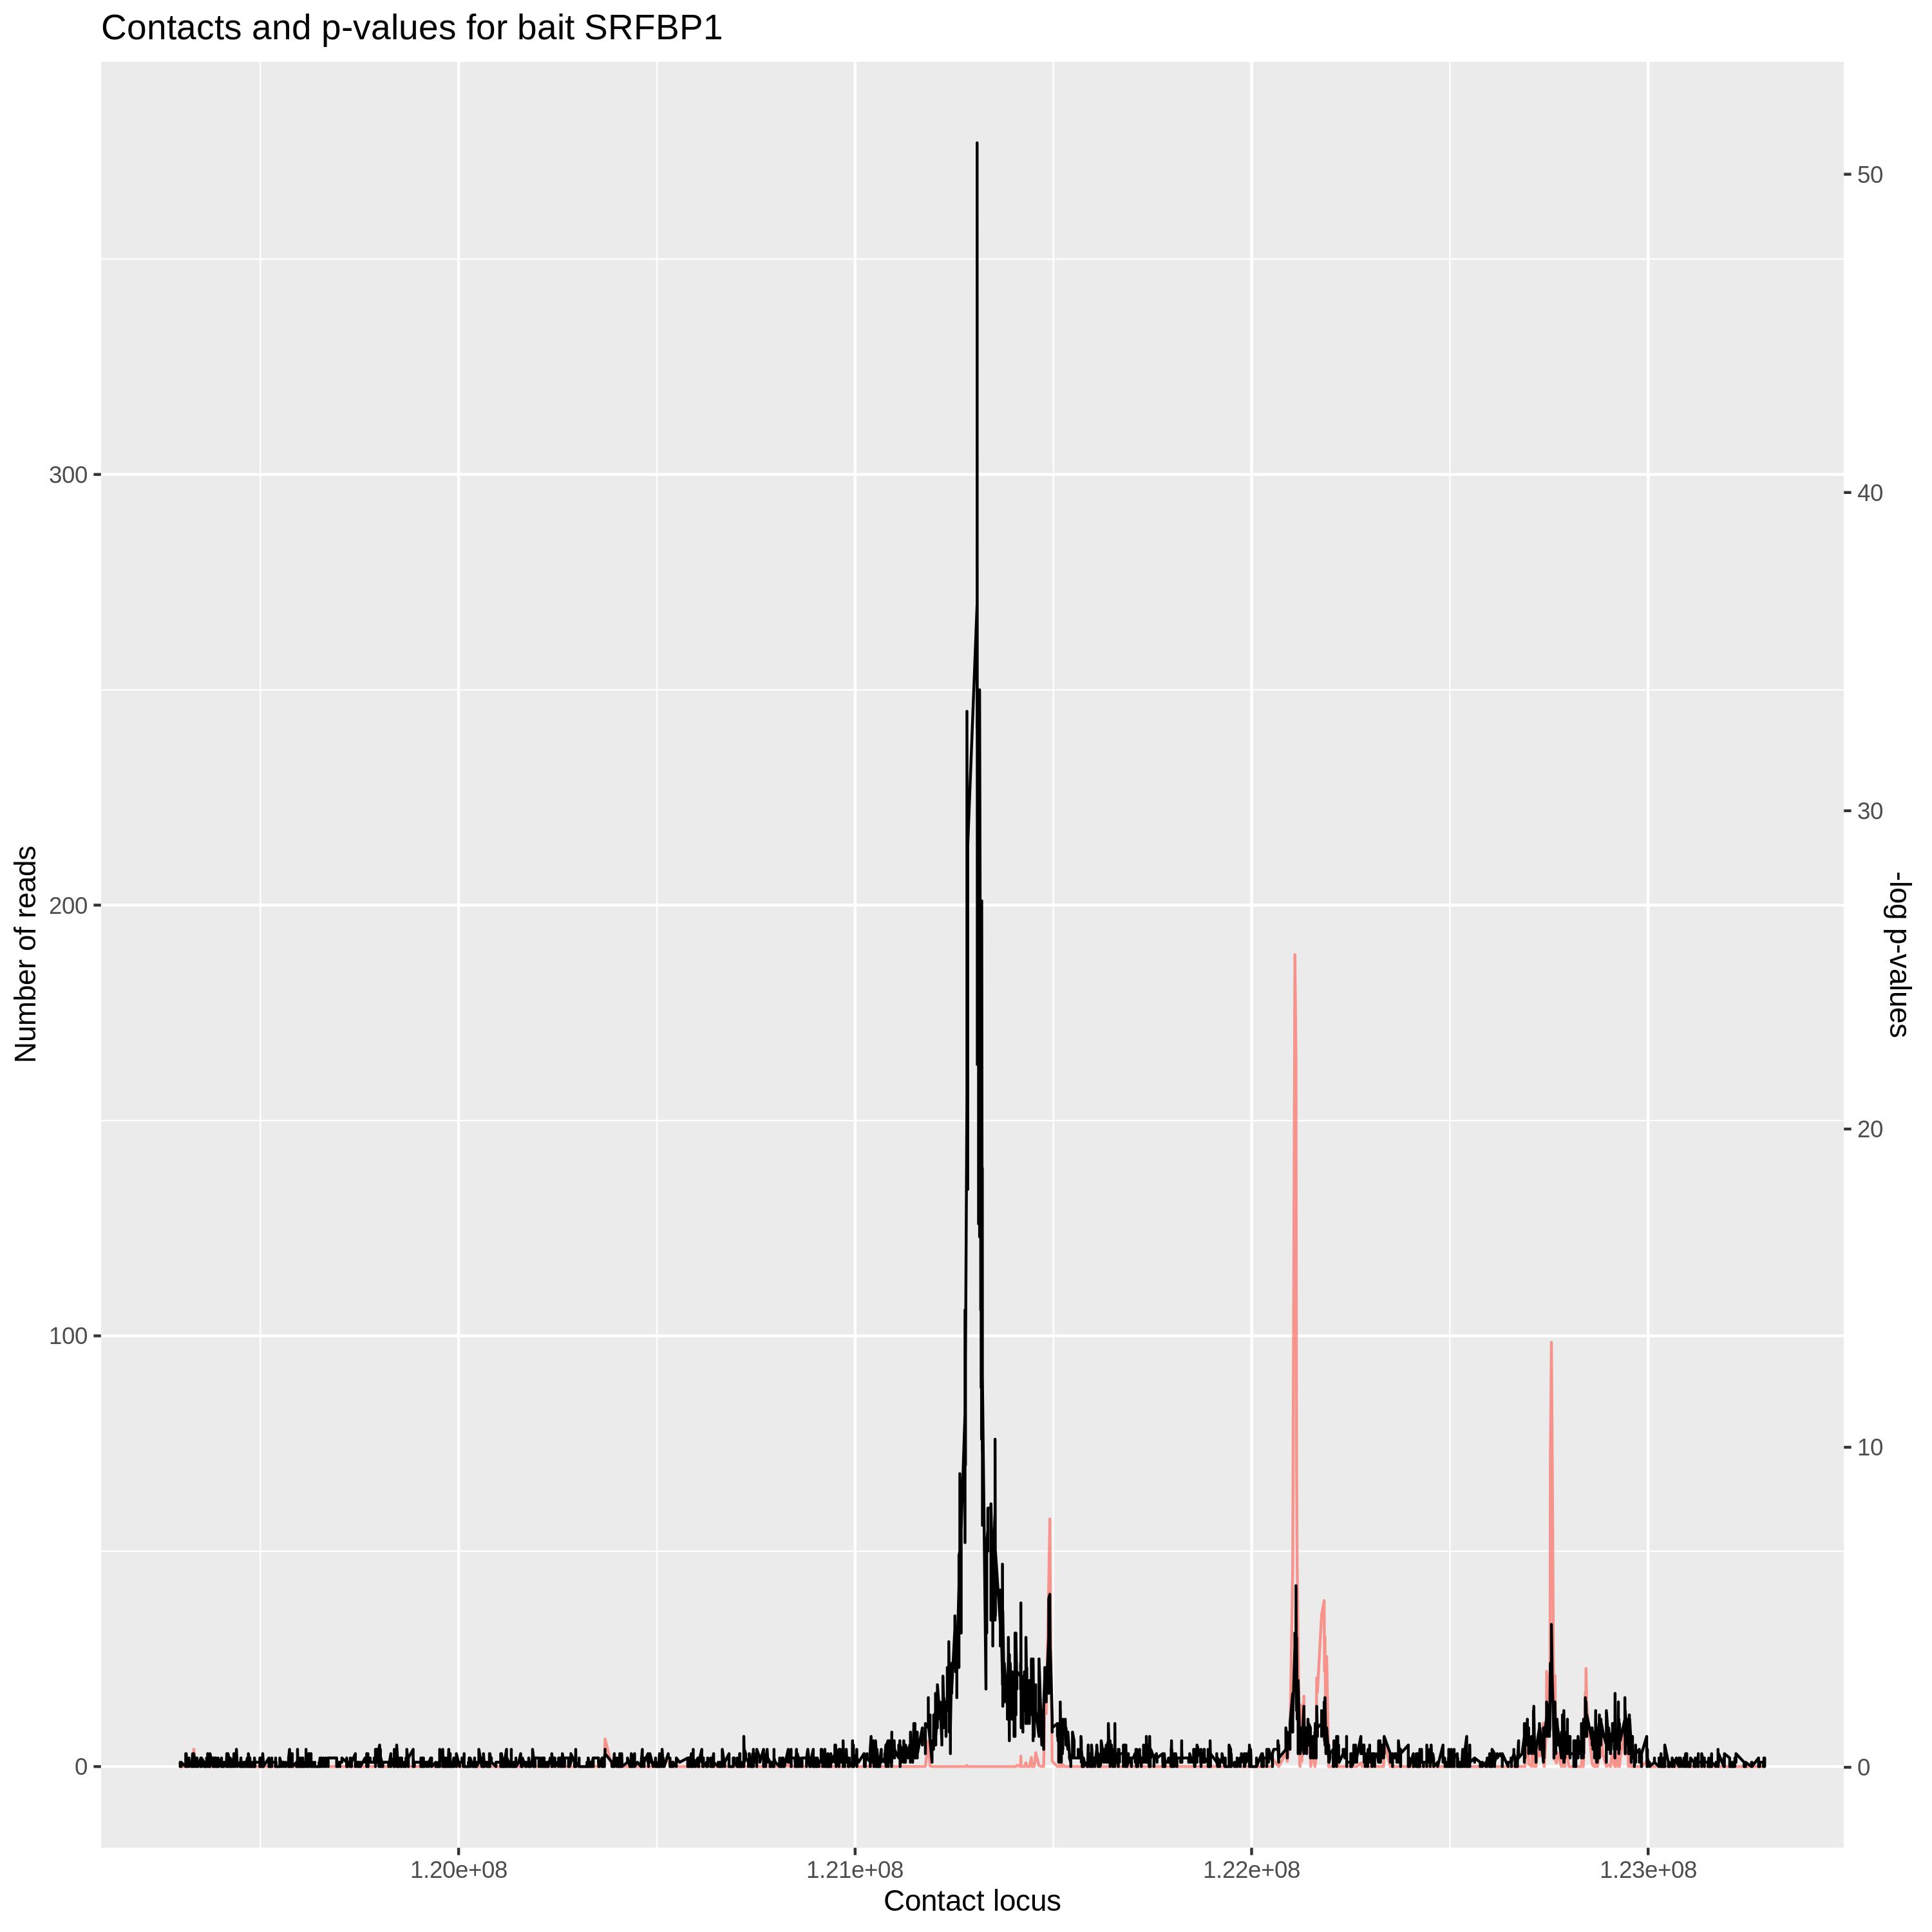 Contacts and p-values for bait SRFBP1
Number of reads
300
200
100
0
50
40
30
20
10
0
-log p-values
1.20e+08
1.21e+08
1.22e+08
1.23e+08
Contact locus